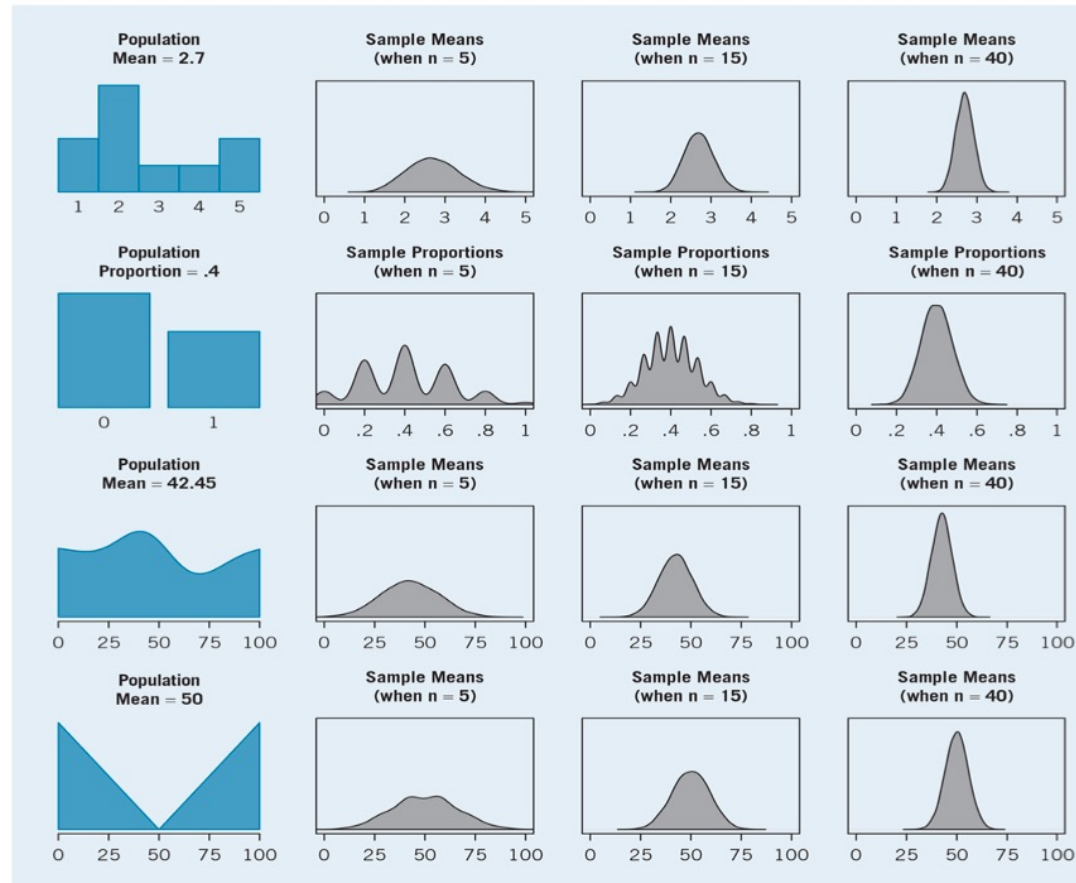 Population
Mean = 2.7
Sample Means
(when n = 5)
Sample Means
(when n = 15)
Sample Means
(when n = 40)
1 2 3 4 5
0 1 2 3 4 5
0 1 2 3 4 5
0 1 2 3 4 5
Population
Proportion = .4
Sample Proportions
(when n = 5)
Sample Proportions
(when n = 15)
Sample Proportions
(when n = 40)
0 1
0 .2 .4 .6 .8 1
0 .2 .4 .6 .8 1
0 .2 .4 .6 .8 1
Population
Mean = 42.45
Sample Means
(when n = 5)
Sample Means
(when n = 15)
Sample Means
(when n = 40)
0 25 50 75 100
0 25 50 75 100
0 25 50 75 100
0 25 50 75 100
Population
Mean = 50
Sample Means
(when n = 5)
Sample Means
(when n = 15)
Sample Means
(when n = 40)
0 25 50 75 100
0 25 50 75 100
0 25 50 75 100
0 25 50 75 100